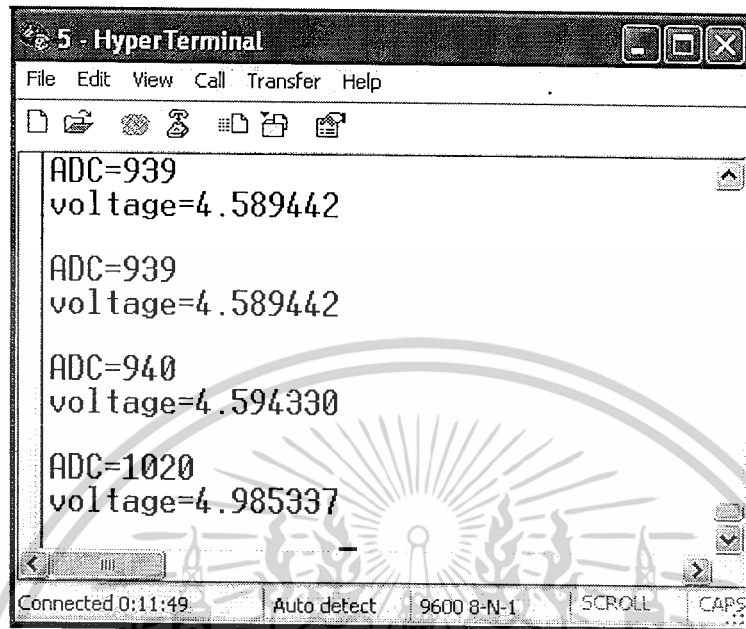 5 - HyperTerminal
File Edit View Call Transfer Help
ADC=939
voltage=4.589442
ADC=939
voltage=4.589442
ADC=940
voltage=4.594330
ADC=1020
voltage=4.985337
Connected 0:11:49 Auto detect 9600 8-N-1 SCROLL CAPS